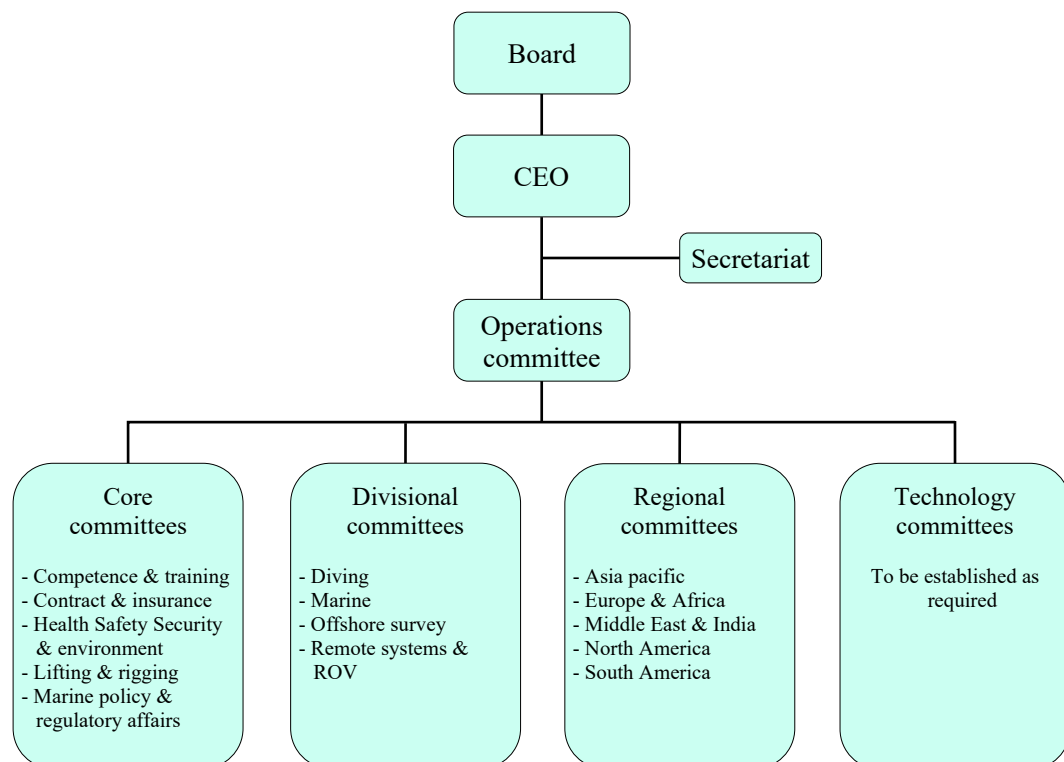 Board
CEO
Secretariat
Operations
committee
Core
committees
- Competence & training
- Contract & insurance
- Health Safety Security
& environment
- Lifting & rigging
- Marine policy &
regulatory affairs
Divisional
committees
- Diving
- Marine
- Offshore survey
- Remote systems &
ROV
Regional
committees
- Asia pacific
- Europe & Africa
- Middle East & India
- North America
- South America
Technology
committees
To be established as
required